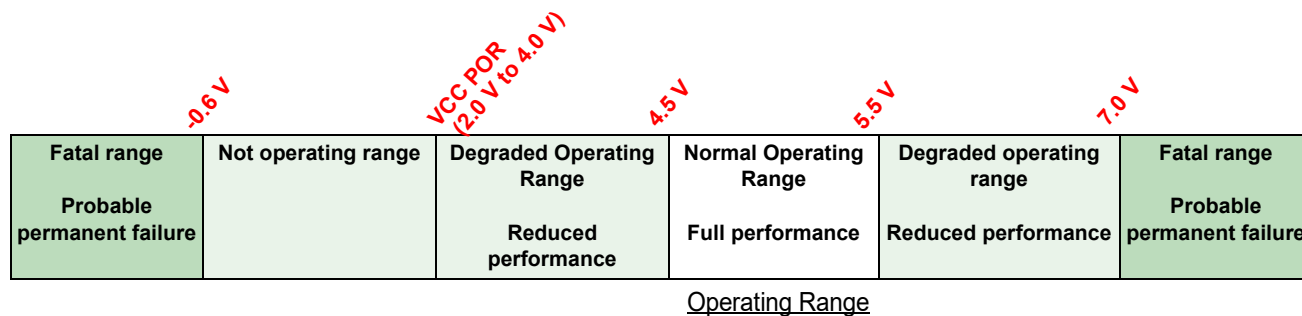 -0.6 V
VCC POR
(2.0 V to 4.0 V)
4.5 V
5.5 V
7.0 V
Fatal range
Probable
permanent failure
Not operating range
Degraded Operating
Range
Reduced
performance
Normal Operating
Range
Full performance
Degraded operating
range
Reduced performance
Fatal range
Probable
permanent failure
Operating Range